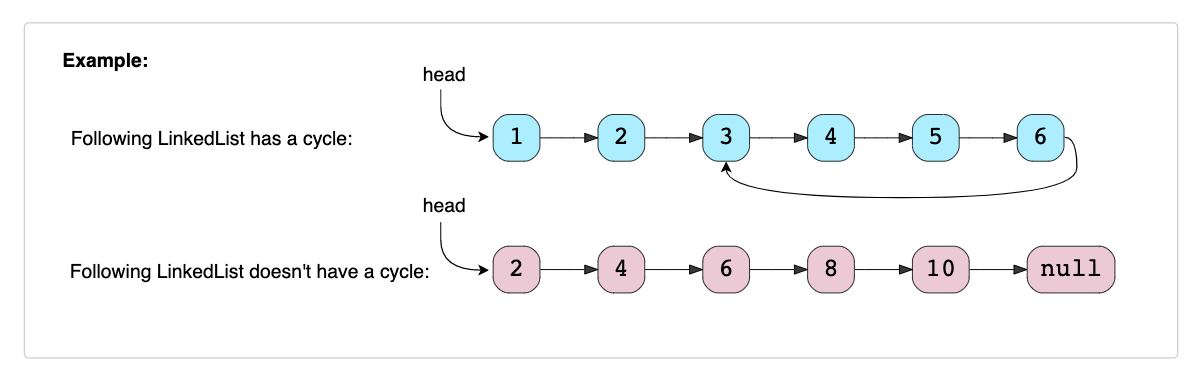 Example:
head
Following LinkedList has a cycle:
1 2 3 4 5 6
head
Following LinkedList doesn't have a cycle:
2 4 6 8 10 null